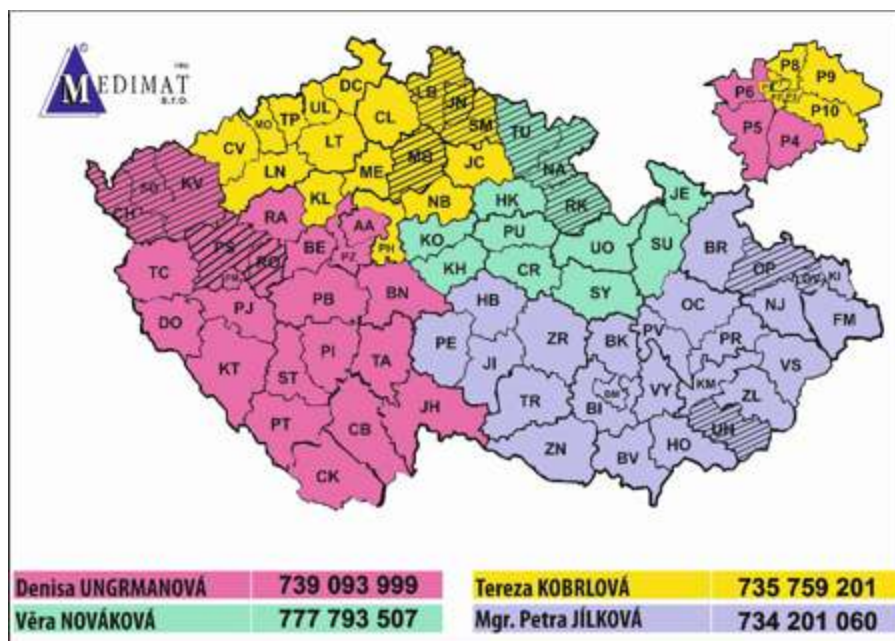 MEDIMAT
s.r.o.
DC
LB
JN
P8
P9
MO
TP
UL
CL
SM
P6
CV
LT
TU
P10
LN
ME
MB
JC
P5
P4
SO
KV
KL
NB
NA
CH
RA
HK
RK
JE
AA
BE
PZ
PH
KO
PU
UO
SU
BR
PS
RO
TC
PM
KH
CR
OP
OV
KI
PJ
PB
BN
SY
HB
OC
NJ
FM
DO
PE
JI
ZR
BK
PV
PR
KT
ST
PI
TA
VS
TR
BI
BM
VY
KM
ZL
PT
CB
JH
UH
ZN
BV
HO
CK
Denisa UNGRMANOVÁ 739 093 999
Tereza KOBRLOVÁ 735 759 201
Věra NOVÁKOVÁ 777 793 507
Mgr. Petra JÍLKOVÁ 734 201 060